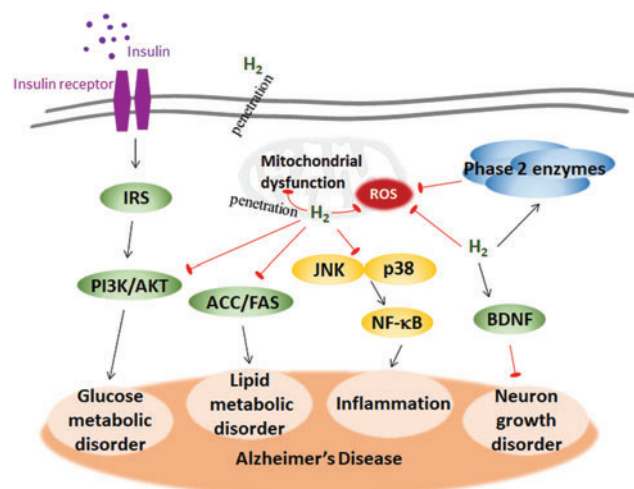 Insulin
Insulin receptor
H2
penetration
Mitochondrial
dysfunction
ROS
Phase 2 enzymes
penetration
H2
IRS
H2
PI3K/AKT
ACC/FAS
JNK
p38
NF-κB
BDNF
Glucose
metabolic
disorder
Lipid
metabolic
disorder
Inflammation
Neuron
growth
disorder
Alzheimer's Disease